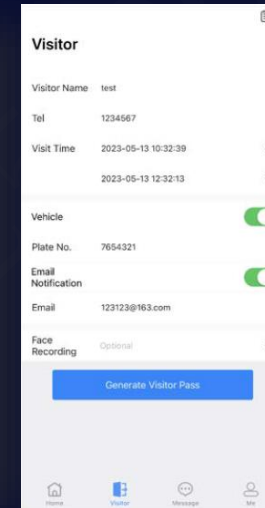 Visitor
Visitor Name test
Tel 1234567
Visit Time 2023-05-13 10:32:39
2023-05-13 12:32:13
Vehicle
Plate No. 7654321
Email
Notification
Email 123123@163.com
Face
Recording Optional
Generate Visitor Pass
Home Visitor Message Me